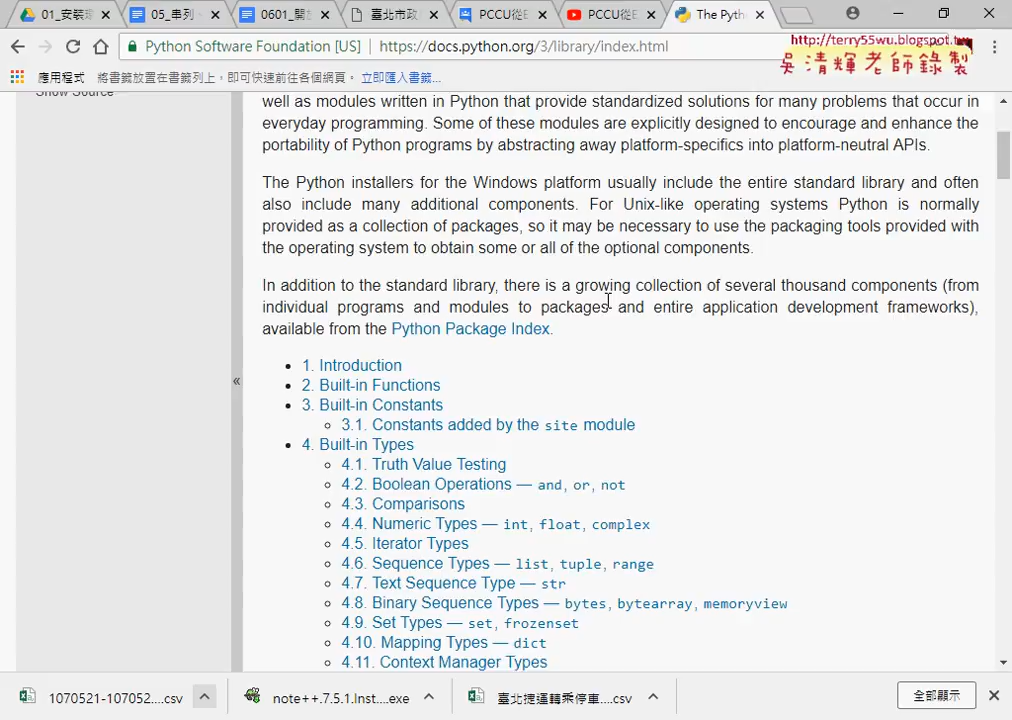 01_安裝環
05_串列 -
0601_開
臺北市政
PCCU從E
PCCU從E
The Pyth
Python Software Foundation [US]
https://docs.python.org/3/library/index.html
http://terry55wu.blogspot.tw
吳清輝老師錄製
應用程式
將書籤放置在書籤列上，即可快速前往各個網頁。
立即匯入書籤...
Show Source
well as modules written in Python that provide standardized solutions for many problems that occur in
everyday programming. Some of these modules are explicitly designed to encourage and enhance the
portability of Python programs by abstracting away platform-specifics into platform-neutral APIs.
The Python installers for the Windows platform usually include the entire standard library and often
also include many additional components. For Unix-like operating systems Python is normally
provided as a collection of packages, so it may be necessary to use the packaging tools provided with
the operating system to obtain some or all of the optional components.
In addition to the standard library, there is a growing collection of several thousand components (from
individual programs and modules to packages and entire application development frameworks),
available from the Python Package Index.
«
1. Introduction
2. Built-in Functions
3. Built-in Constants
3.1. Constants added by the site module
4. Built-in Types
4.1. Truth Value Testing
4.2. Boolean Operations — and, or, not
4.3. Comparisons
4.4. Numeric Types — int, float, complex
4.5. Iterator Types
4.6. Sequence Types — list, tuple, range
4.7. Text Sequence Type — str
4.8. Binary Sequence Types — bytes, bytearray, memoryview
4.9. Set Types — set, frozenset
4.10. Mapping Types — dict
4.11. Context Manager Types
1070521-107052....csv
note++.7.5.1.Inst....exe
臺北捷運轉乘停車....csv
全部顯示